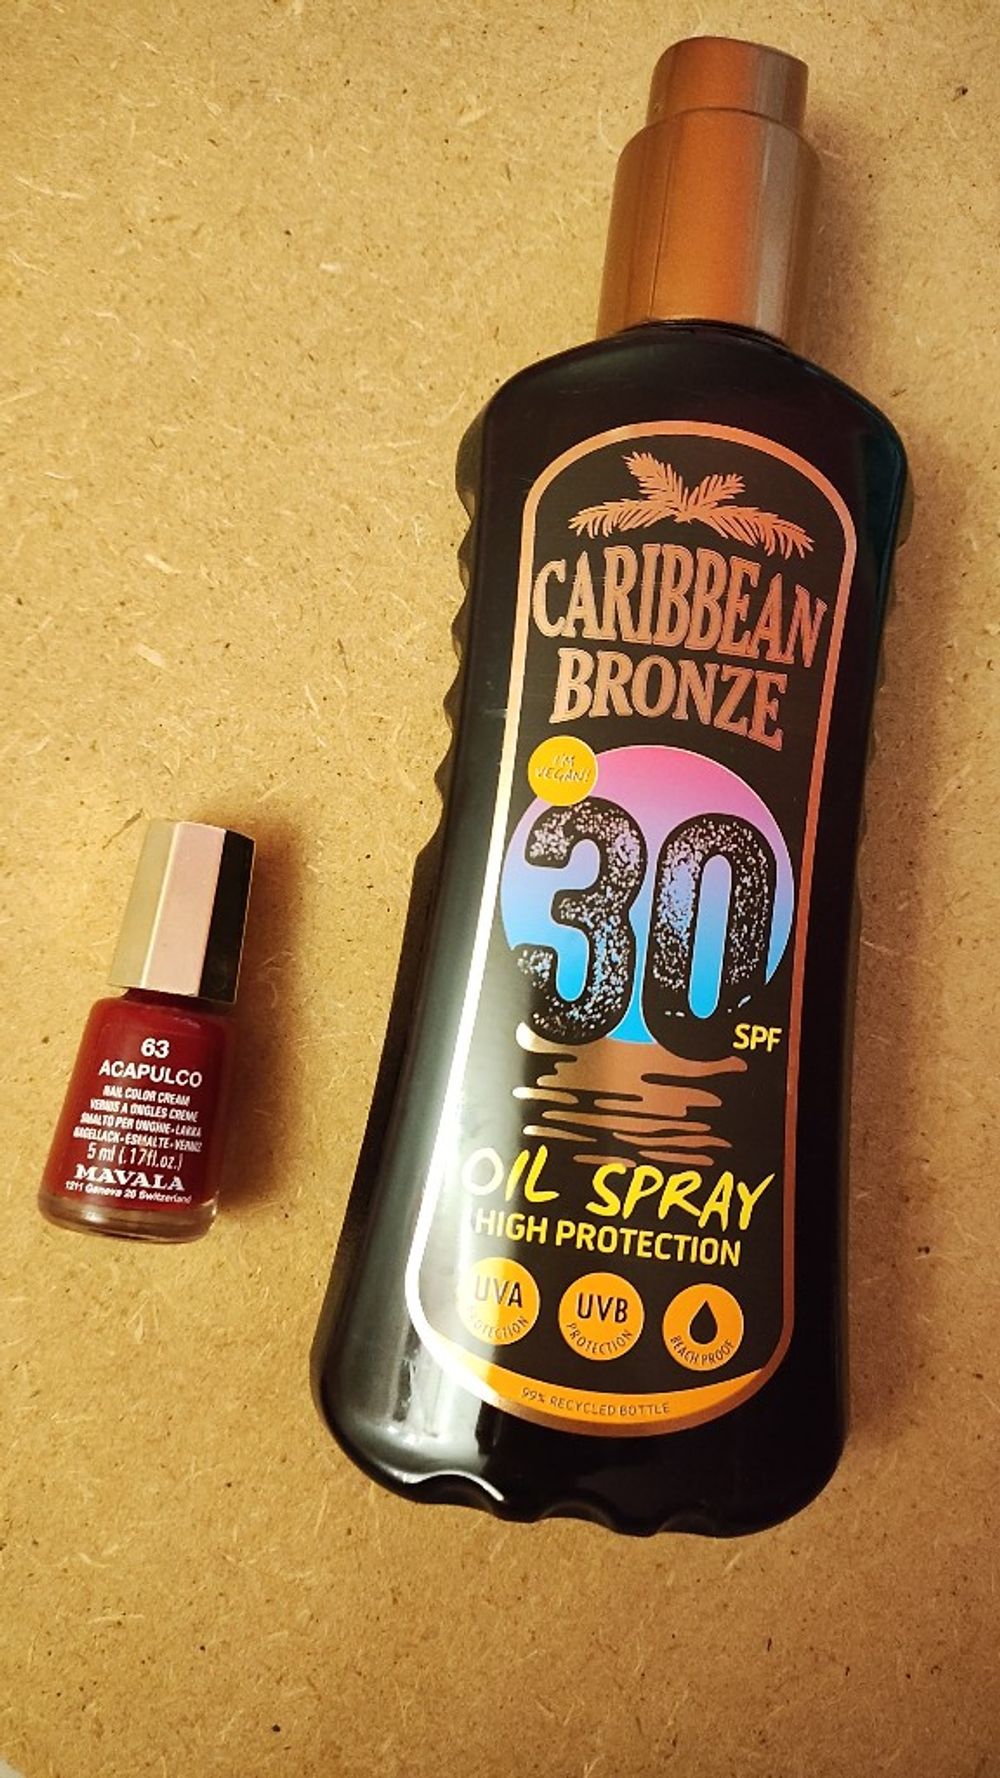 63
ACAPULCO
NAIL COLOR CREAM
VERNIS A ONGLES CRÈME
SMALTO PER UNGHIE-LAKKA
NAGELLACK-ESMALTE-VERNIZ
5 ml (.17fl.oz.)
MAVALA
1211 Geneva 26 Switzerland
CARIBBEAN
BRONZE
I'M
VEGAN!
30
SPF
OIL SPRAY
HIGH PROTECTION
UVA
PROTECTION
UVB
PROTECTION
BEACH PROOF
99% RECYCLED BOTTLE